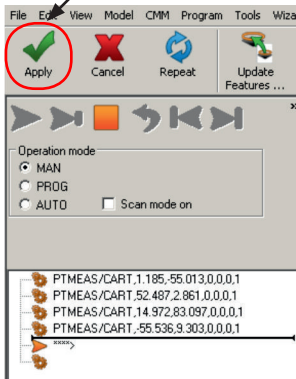 File Edit View Model CMM Program Tools Wiza
Apply Cancel Repeat Update
Features ...
»
Operation mode
MAN
PROG
AUTO Scan mode on
PTMEAS/CART,1.185,-55.013,0,0,0,1
PTMEAS/CART,52.487,2.861,0,0,0,1
PTMEAS/CART,14.972,83.097,0,0,0,1
PTMEAS/CART,-55.536,9.303,0,0,0,1
xxxx>